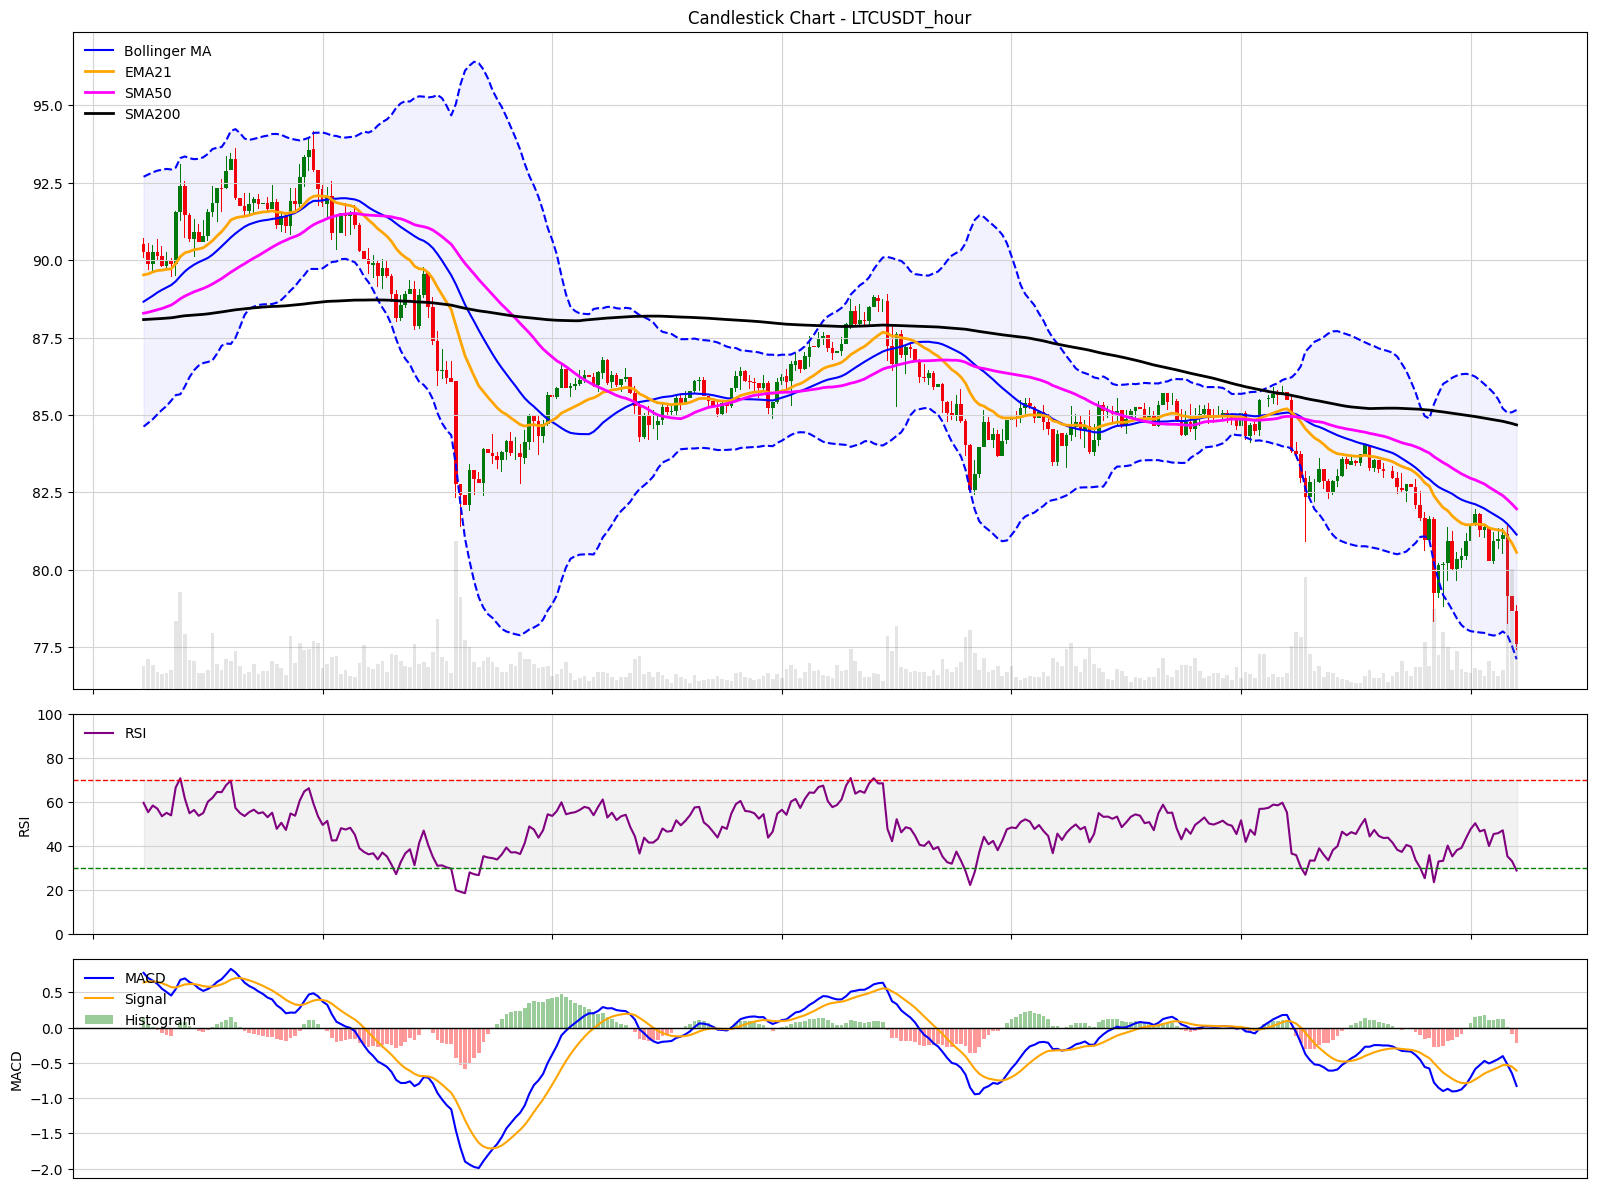 Candlestick Chart - LTCUSDT_hour
Bollinger MA
EMA21
SMA50
SMA200
95.0
92.5
90.0
87.5
85.0
82.5
80.0
77.5
100
RSI
80
60
RSI
40
20
0
MACD
0.5
Signal
Histogram
0.0
−0.5
MACD
−1.0
−1.5
−2.0